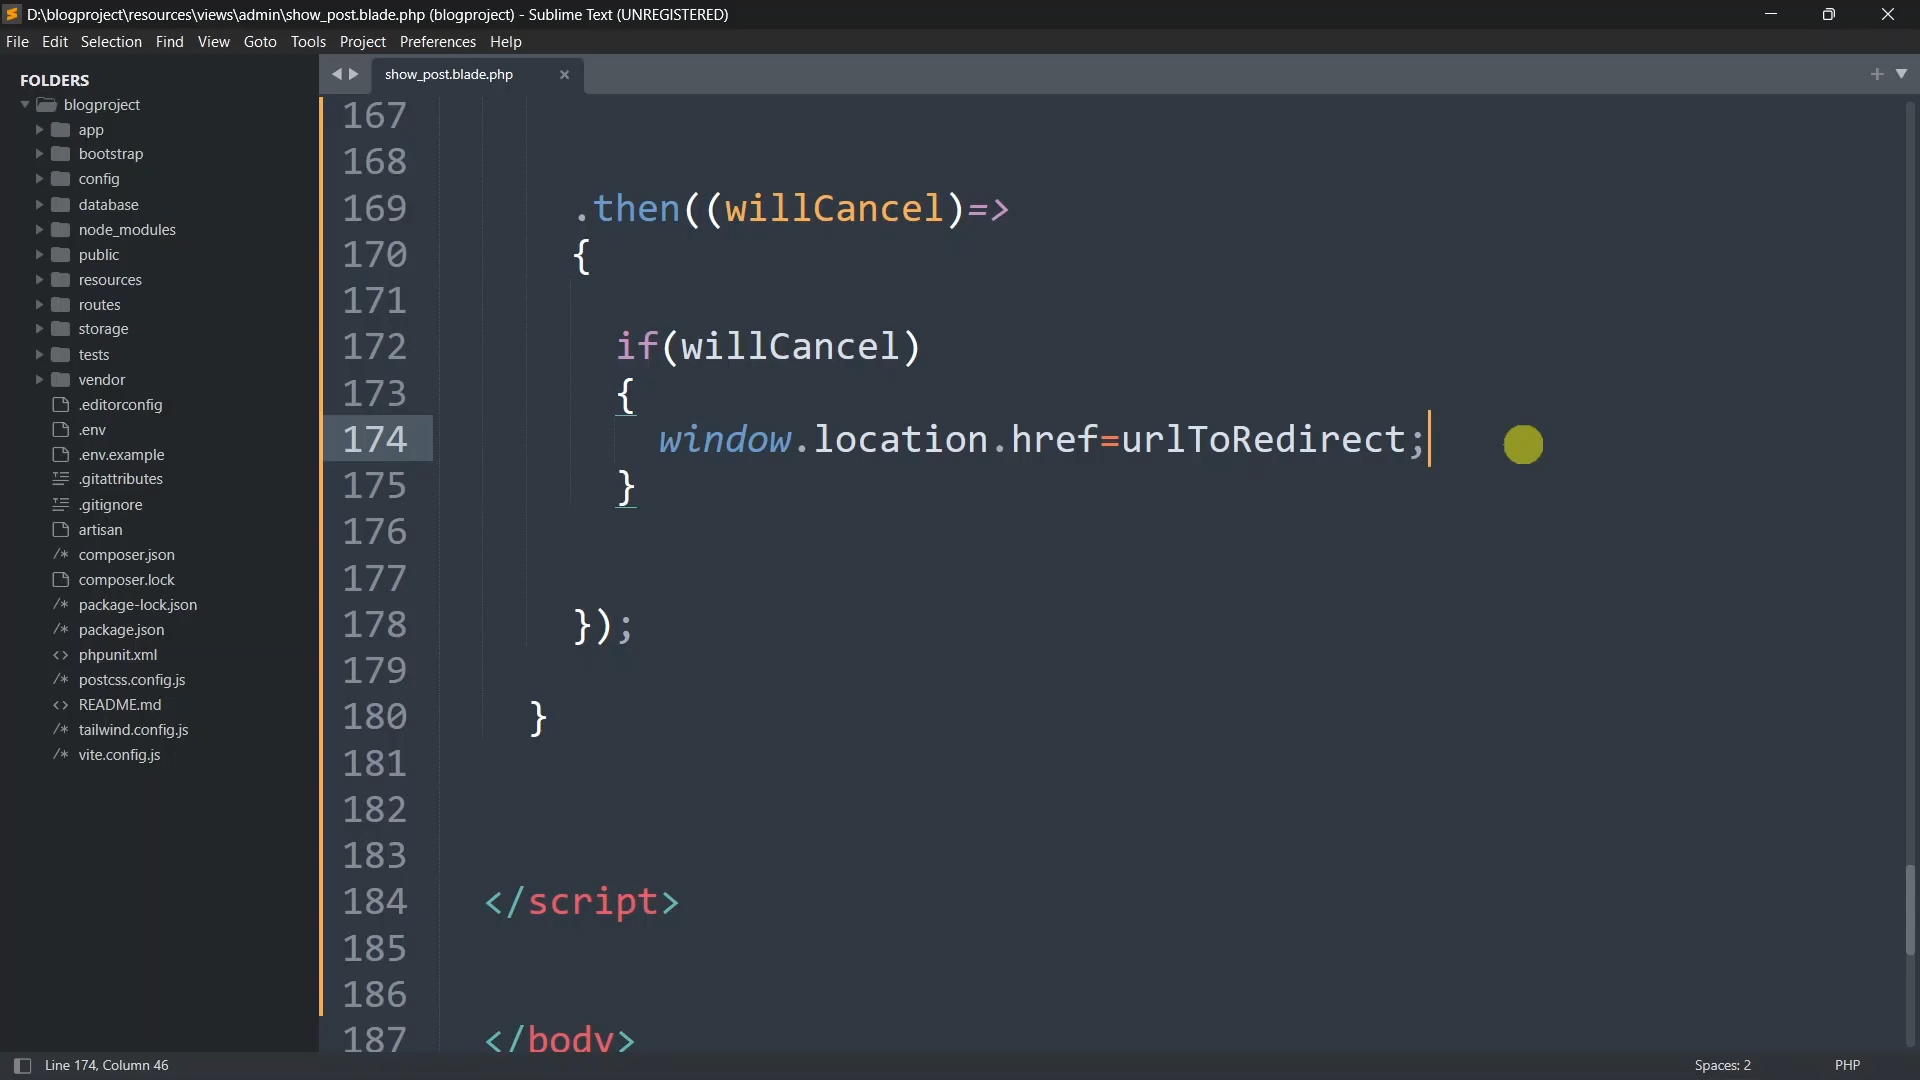 D:\blogproject\resources\views\admin\show_post.blade.php (blogproject) - Sublime Text (UNREGISTERED)
File Edit Selection Find View Goto Tools Project Preferences Help
FOLDERS
blogproject
app
bootstrap
config
database
node_modules
public
resources
routes
storage
tests
vendor
.editorconfig
.env
.env.example
.gitattributes
.gitignore
artisan
/* composer.json
composer.lock
/* package-lock.json
/* package.json
<> phpunit.xml
/* postcss.config.js
<> README.md
/* tailwind.config.js
/* vite.config.js
show_post.blade.php
167
168
169 .then((willCancel)=>
170 {
171
172 if(willCancel)
173 {
174 window.location.href=urlToRedirect;
175 }
176
177
178 });
179
180 }
181
182
183
184 </script>
185
186
187 </body>
Line 174, Column 46
Spaces: 2
PHP